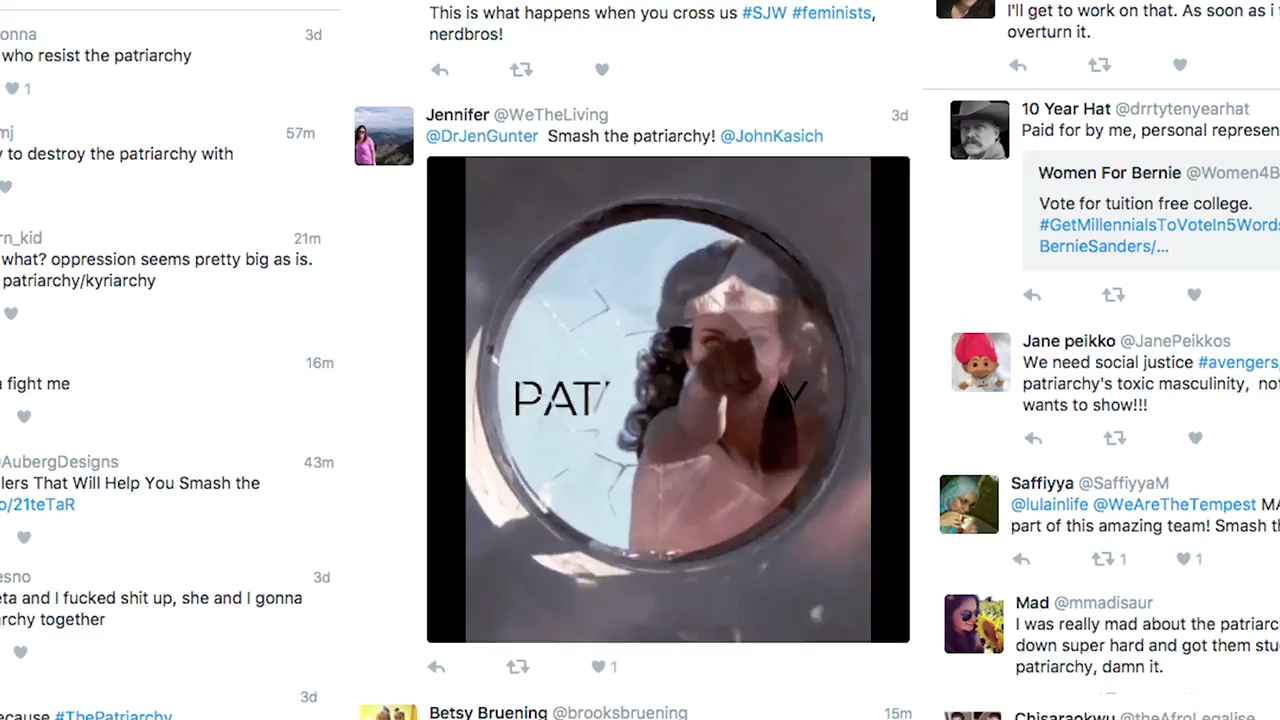 onna
3d
who resist the patriarchy
1
mj
57m
y to destroy the patriarchy with
rn_kid
21m
what? oppression seems pretty big as is.
patriarchy/kyriarchy
16m
a fight me
@AubergDesigns
43m
lers That Will Help You Smash the
o/21teTaR
esno
3d
eta and I fucked shit up, she and I gonna
archy together
3d
ecause #ThePatriarchy
This is what happens when you cross us #SJW #feminists,
nerdbros!
Jennifer @WeTheLiving
3d
@DrJenGunter Smash the patriarchy! @JohnKasich
PAT Y
1
Betsy Bruening @brooksbruening
15m
I'll get to work on that. As soon as i
overturn it.
10 Year Hat @drrtytenyearhat
Paid for by me, personal represen
Women For Bernie @Women4B
Vote for tuition free college.
#GetMillennialsToVoteIn5Words
BernieSanders/...
Jane peikko @JanePeikkos
We need social justice #avengers,
patriarchy's toxic masculinity, not
wants to show!!!
Saffiyya @SaffiyyaM
@lulainlife @WeAreTheTempest MA
part of this amazing team! Smash th
1
1
Mad @mmadisaur
I was really mad about the patriarc
down super hard and got them stu
patriarchy, damn it.
Chisaraokwu @theAfroLegalise